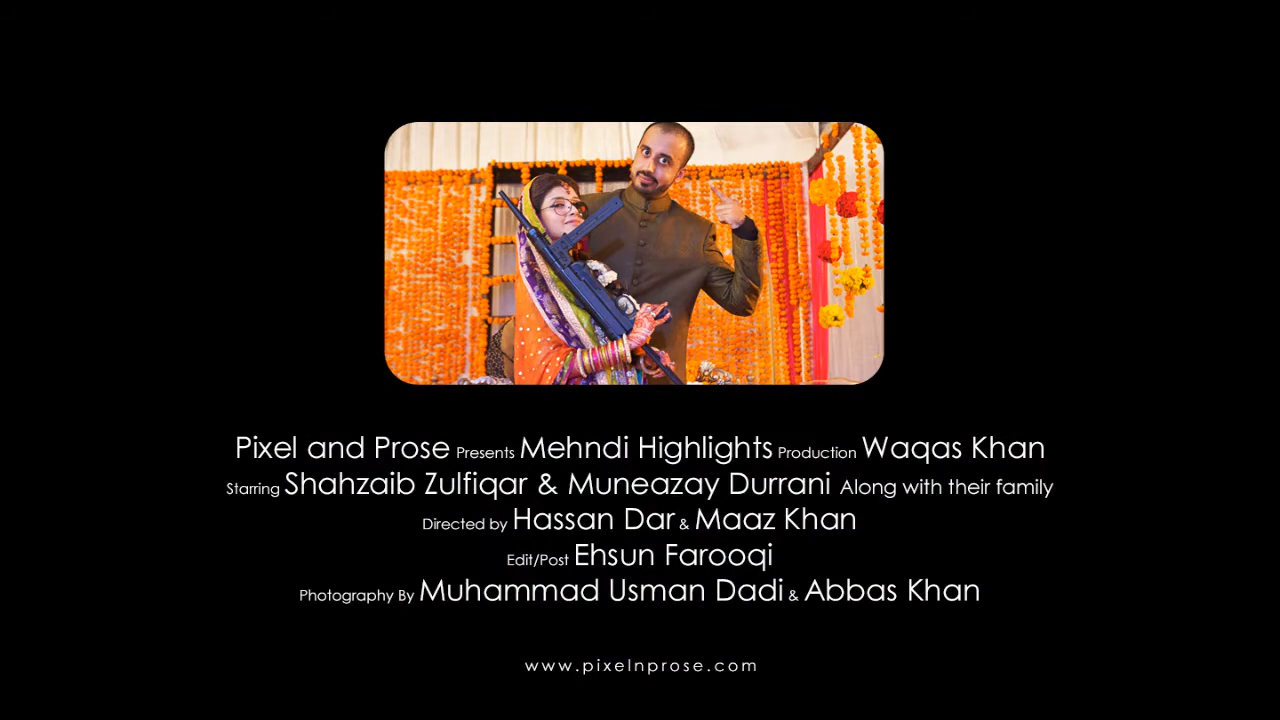 Pixel and Prose Presents Mehndi Highlights Production Waqas Khan
Starring Shahzaib Zulfiqar & Muneazay Durrani Along with their family
Directed by Hassan Dar & Maaz Khan
Edit/Post Ehsun Farooqi
Photography By Muhammad Usman Dadi & Abbas Khan
www.pixelnprose.com